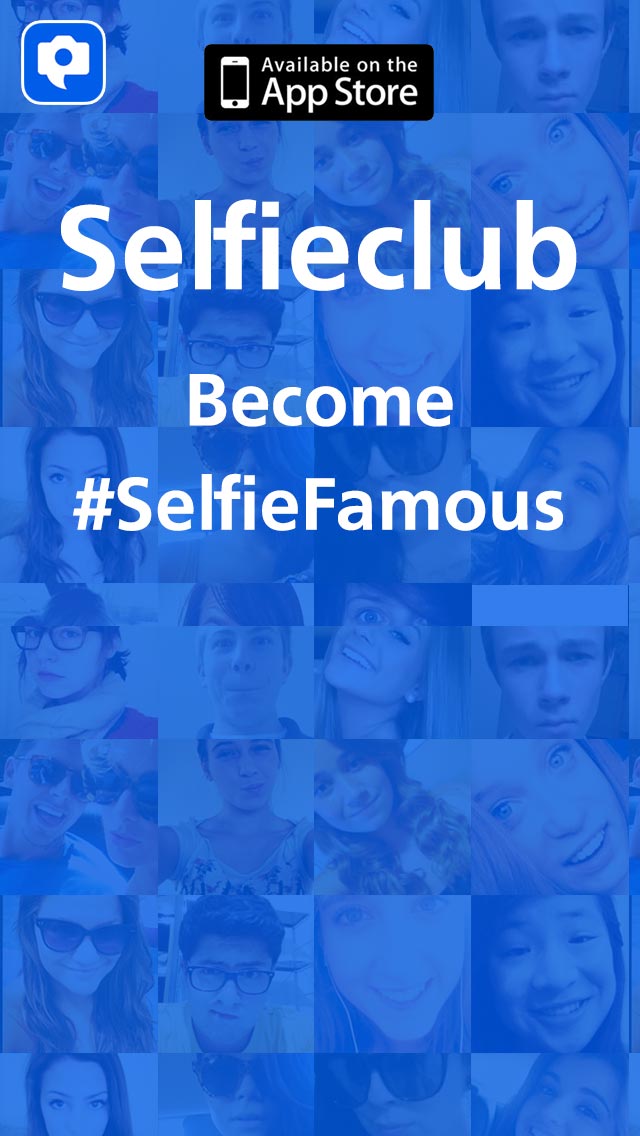 Available on the
App Store
Selfieclub
Become
#SelfieFamous